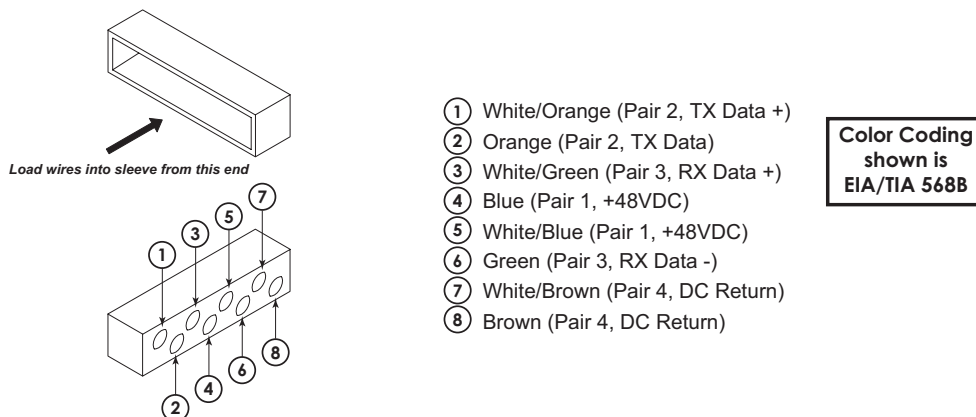 Load wires into sleeve from this end
1 White/Orange (Pair 2, TX Data +)
2 Orange (Pair 2, TX Data)
3 White/Green (Pair 3, RX Data +)
4 Blue (Pair 1, +48VDC)
5 White/Blue (Pair 1, +48VDC)
6 Green (Pair 3, RX Data -)
7 White/Brown (Pair 4, DC Return)
8 Brown (Pair 4, DC Return)
Color Coding
shown is
EIA/TIA 568B
7
5
3
1
8
6
4
2